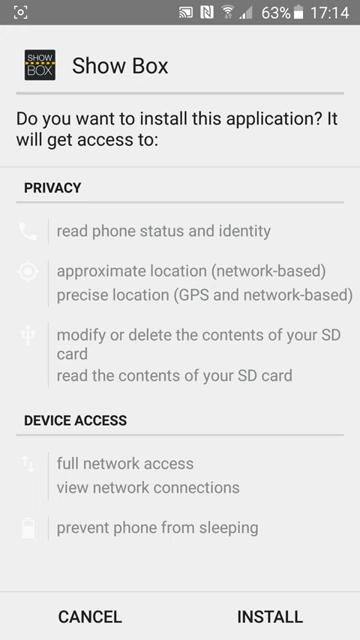 63% 17:14
SHOW
BOX
Show Box
Do you want to install this application? It
will get access to:
PRIVACY
read phone status and identity
approximate location (network-based)
precise location (GPS and network-based)
modify or delete the contents of your SD
card
read the contents of your SD card
DEVICE ACCESS
full network access
view network connections
prevent phone from sleeping
CANCEL INSTALL